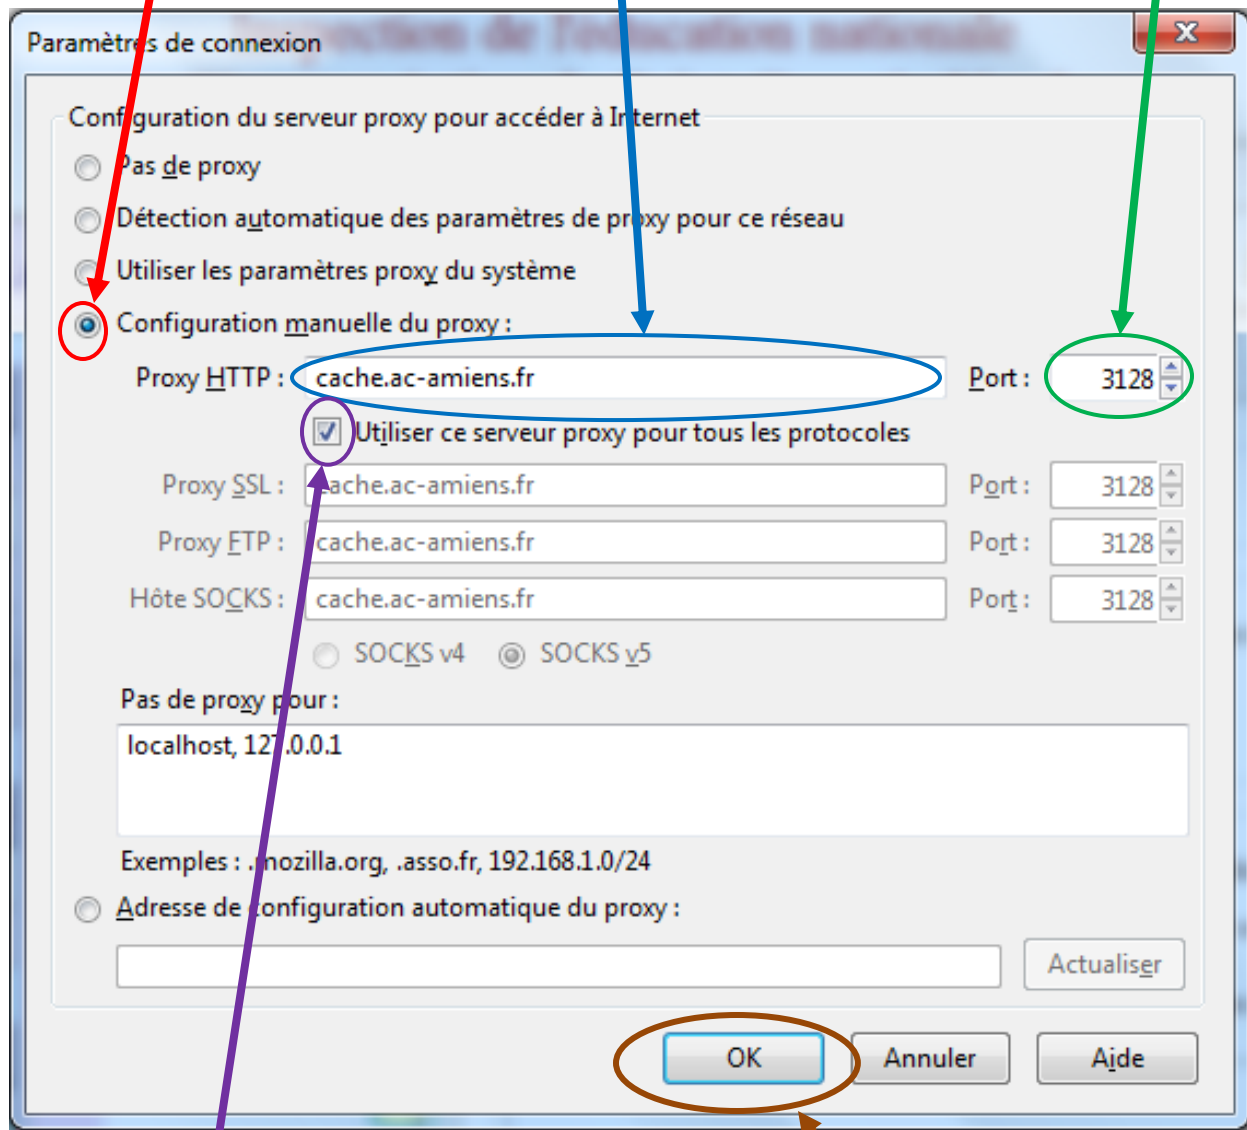 Inspection de l'éducation nationale
Paramètres de connexion
Configuration du serveur proxy pour accéder à Internet
Pas de proxy
Détection automatique des paramètres de proxy pour ce réseau
Utiliser les paramètres proxy du système
Configuration manuelle du proxy :
Proxy HTTP : cache.ac-amiens.fr Port : 3128
Utiliser ce serveur proxy pour tous les protocoles
Proxy SSL : cache.ac-amiens.fr Port : 3128
Proxy FTP : cache.ac-amiens.fr Port : 3128
Hôte SOCKS : cache.ac-amiens.fr Port : 3128
SOCKS v4 SOCKS v5
Pas de proxy pour :
localhost, 127.0.0.1
Exemples : .mozilla.org, .asso.fr, 192.168.1.0/24
Adresse de configuration automatique du proxy :
Actualiser
OK Annuler Aide